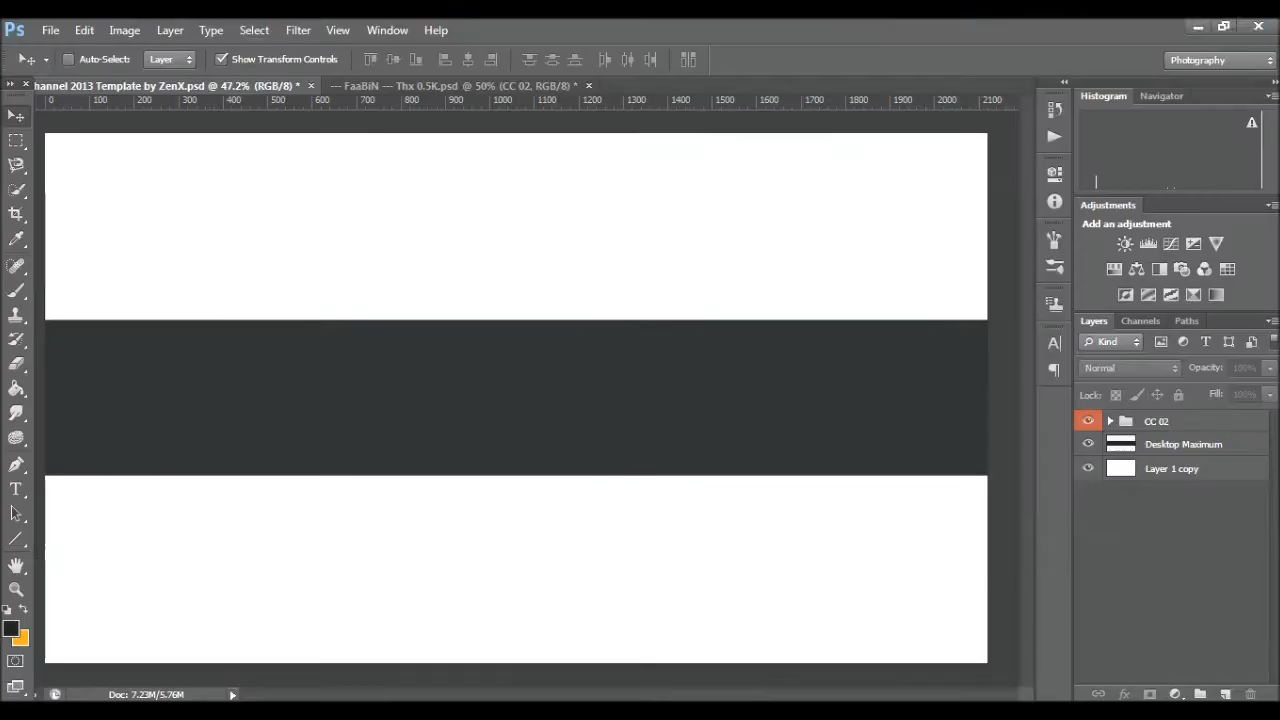 Ps File Edit Image Layer Type Select Filter View Window Help
Auto-Select: Layer Show Transform Controls Photography
hannel 2013 Template by ZenX.psd @ 47.2% (RGB/8) * × --- FaaBiN --- Thx 0.5K.psd @ 50% (CC 02, RGB/8) * ×
0 100 200 300 400 500 600 700 800 900 1000 1100 1200 1300 1400 1500 1600 1700 1800 1900 2000 2100
Histogram Navigator
Adjustments
Add an adjustment
Layers Channels Paths
Kind
Normal Opacity: 100%
Lock: Fill: 100%
CC 02
Desktop Maximum
Layer 1 copy
Doc: 7.23M/5.76M